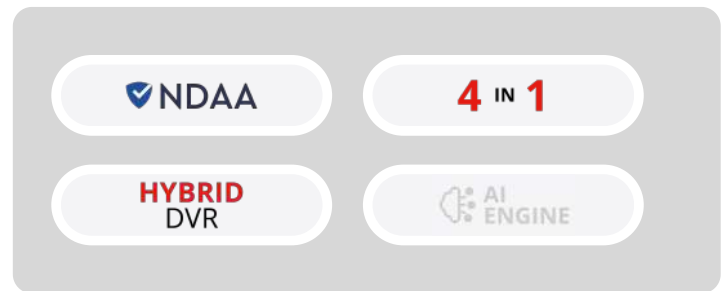 NDAA
4 IN 1
HYBRID
DVR
AI
ENGINE